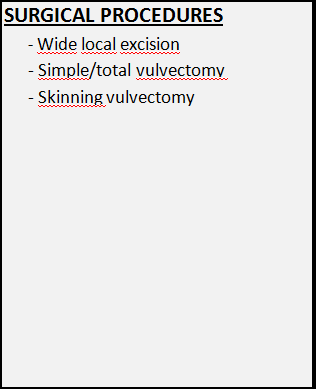 SURGICAL PROCEDURES
- Wide local excision
- Simple/total vulvectomy
- Skinning vulvectomy